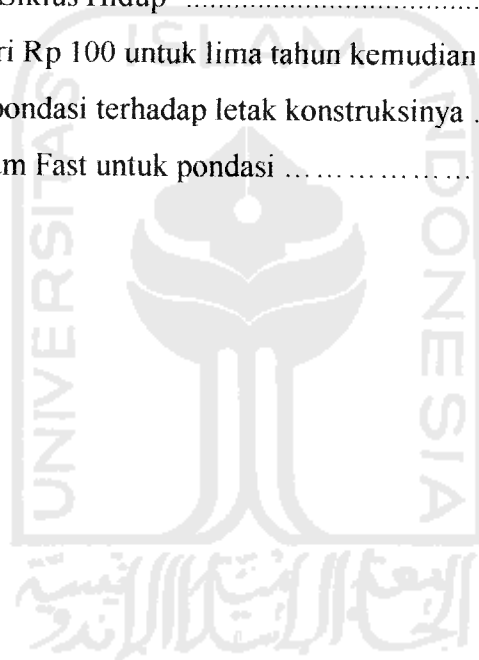 Siklus Hidup ................................
ri Rp 100 untuk lima tahun kemudian
pondasi terhadap letak konstruksinya .
m Fast untuk pondasi ..................
ISLAM
UNIVERSITAS
INDONESIA